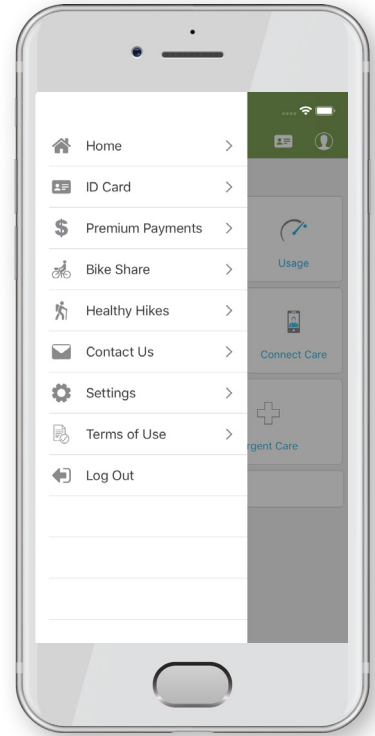 Home
ID Card
Premium Payments
Bike Share
Healthy Hikes
Contact Us
Settings
Terms of Use
Log Out
Usage
Connect Care
rgent Care